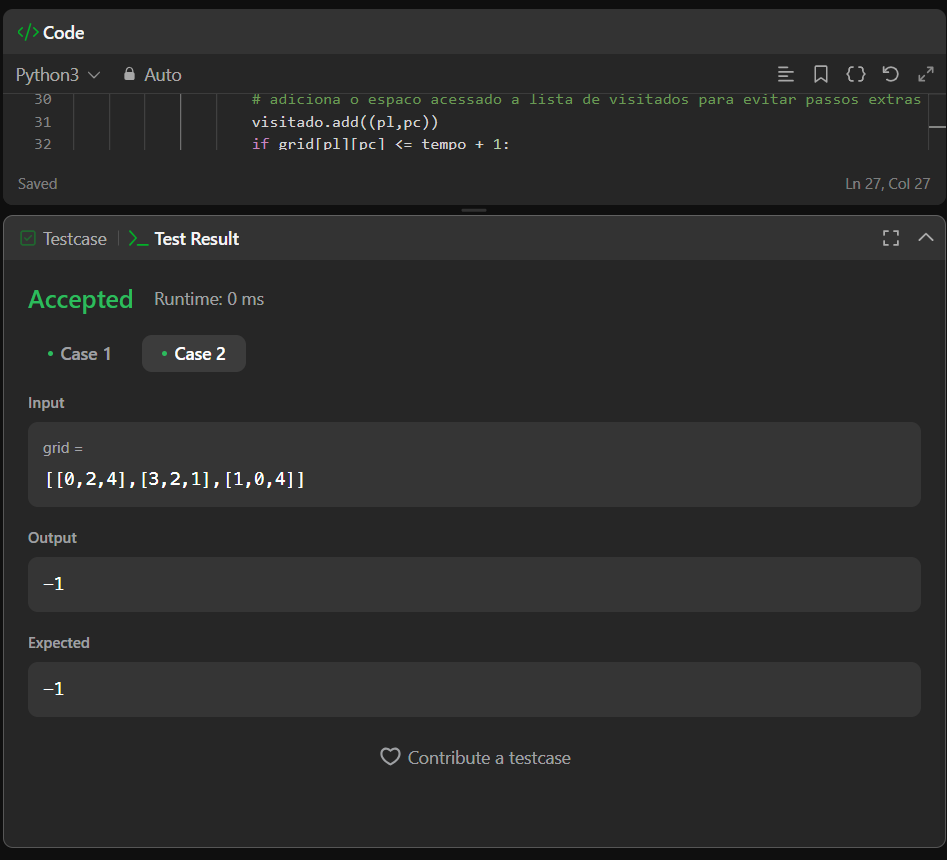 </> Code
Python3 Auto
30 # adiciona o espaco acessado a lista de visitados para evitar passos extras
31 visitado.add((pl,pc))
32 if grid[pl][pc] <= tempo + 1:
Saved Ln 27, Col 27
Testcase >_ Test Result
Accepted Runtime: 0 ms
• Case 1 • Case 2
Input
grid =
[[0,2,4],[3,2,1],[1,0,4]]
Output
-1
Expected
-1
Contribute a testcase